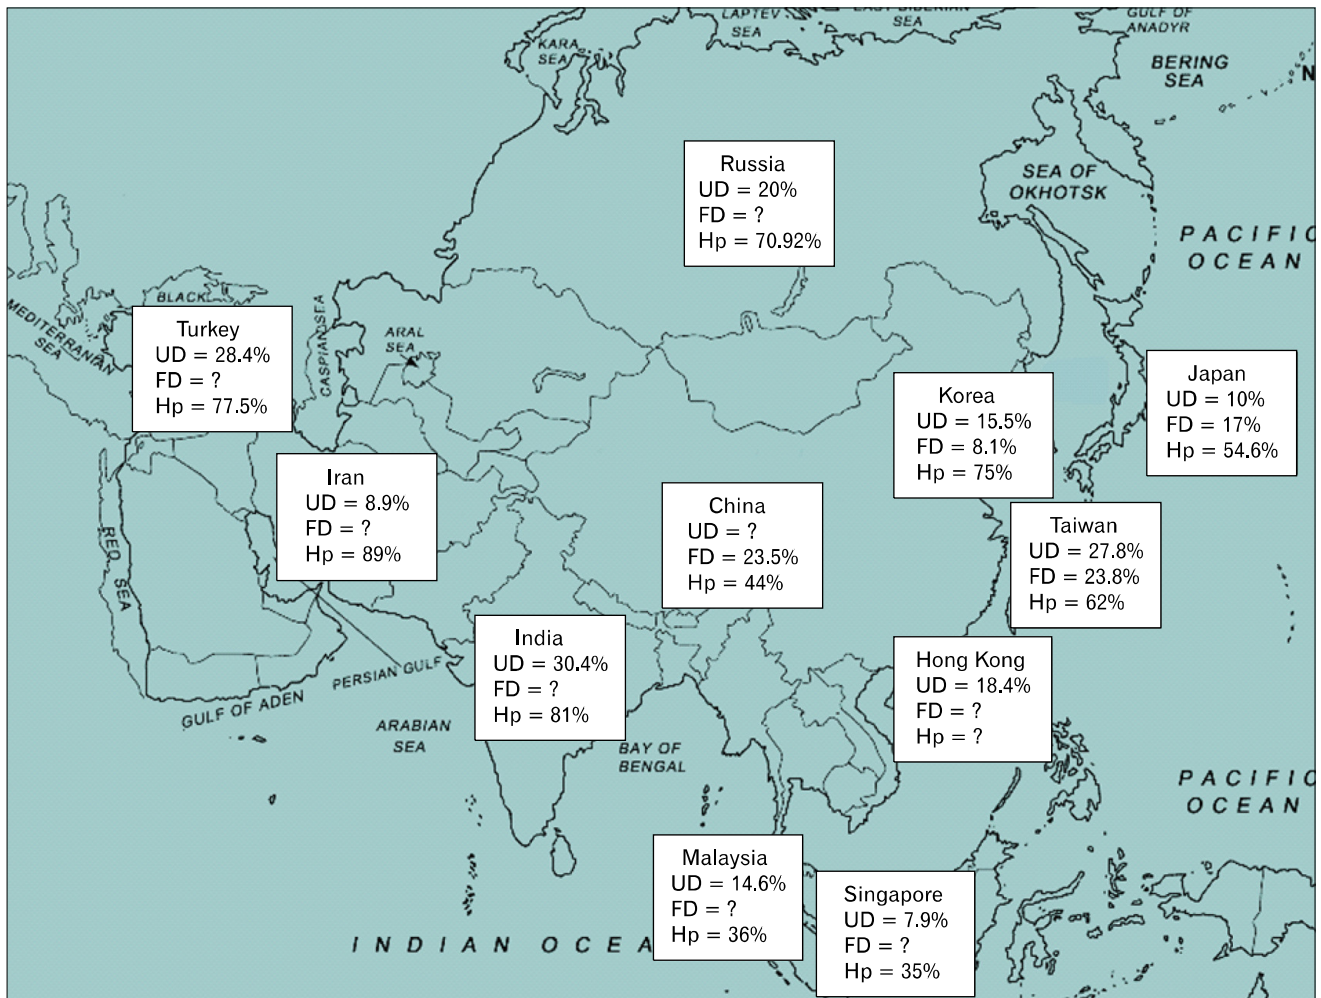 LAPTEV
SEA
EAST SIBERIAN
SEA
GULF OF
ANADYR
KARA
SEA
BERING
SEA
N
Russia
UD = 20%
FD = ?
Hp = 70.92%
SEA OF
OKHOTSK
PACIFIC
OCEAN
BLACK
MEDITERRANEAN
SEA
Turkey
UD = 28.4%
FD = ?
Hp = 77.5%
CASPIAN SEA
ARAL
SEA
Japan
UD = 10%
FD = 17%
Hp = 54.6%
Korea
UD = 15.5%
FD = 8.1%
Hp = 75%
Iran
UD = 8.9%
FD = ?
Hp = 89%
China
UD = ?
FD = 23.5%
Hp = 44%
Taiwan
UD = 27.8%
FD = 23.8%
Hp = 62%
RED SEA
India
UD = 30.4%
FD = ?
Hp = 81%
Hong Kong
UD = 18.4%
FD = ?
Hp = ?
PERSIAN GULF
GULF OF ADEN
ARABIAN
SEA
BAY OF
BENGAL
PACIFIC
OCEAN
Malaysia
UD = 14.6%
FD = ?
Hp = 36%
Singapore
UD = 7.9%
FD = ?
Hp = 35%
INDIAN OCEA